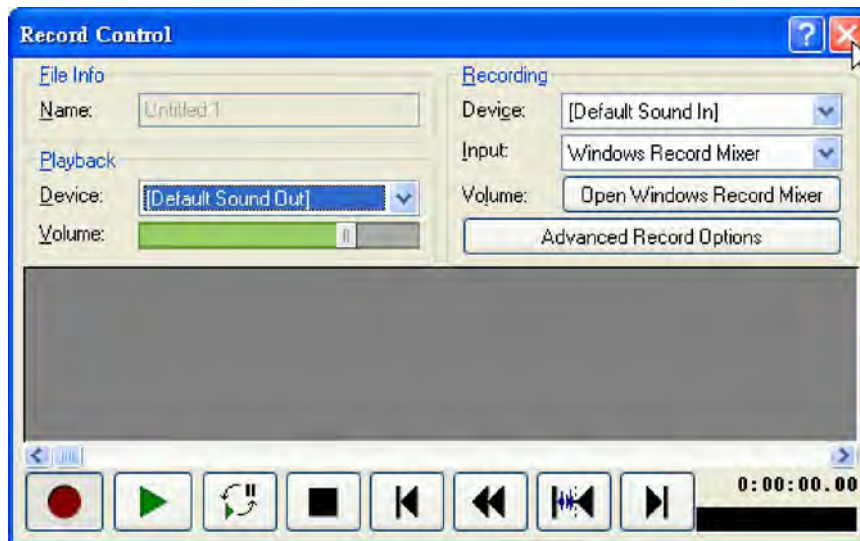 Record Control
File Info
Name: Untitled 1
Playback
Device: [Default Sound Out]
Volume:
Recording
Device: [Default Sound In]
Input: Windows Record Mixer
Volume: Open Windows Record Mixer
Advanced Record Options
0:00:00.00